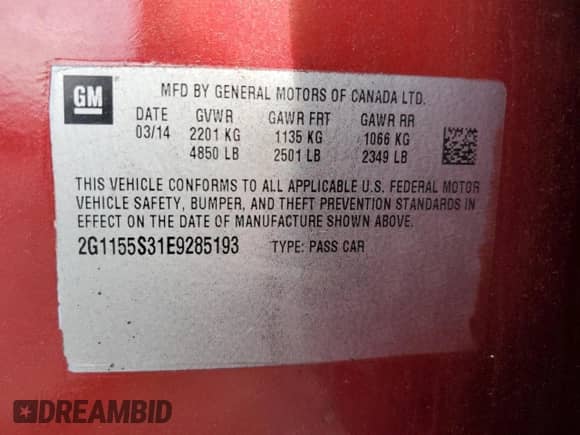 GM
MFD BY GENERAL MOTORS OF CANADA LTD.
DATE GVWR GAWR FRT GAWR RR
03/14 2201 KG 1135 KG 1066 KG
4850 LB 2501 LB 2349 LB
THIS VEHICLE CONFORMS TO ALL APPLICABLE U.S. FEDERAL MOTOR
VEHICLE SAFETY, BUMPER, AND THEFT PREVENTION STANDARDS IN
EFFECT ON THE DATE OF MANUFACTURE SHOWN ABOVE.
2G1155S31E9285193 TYPE: PASS CAR
DREAMBID